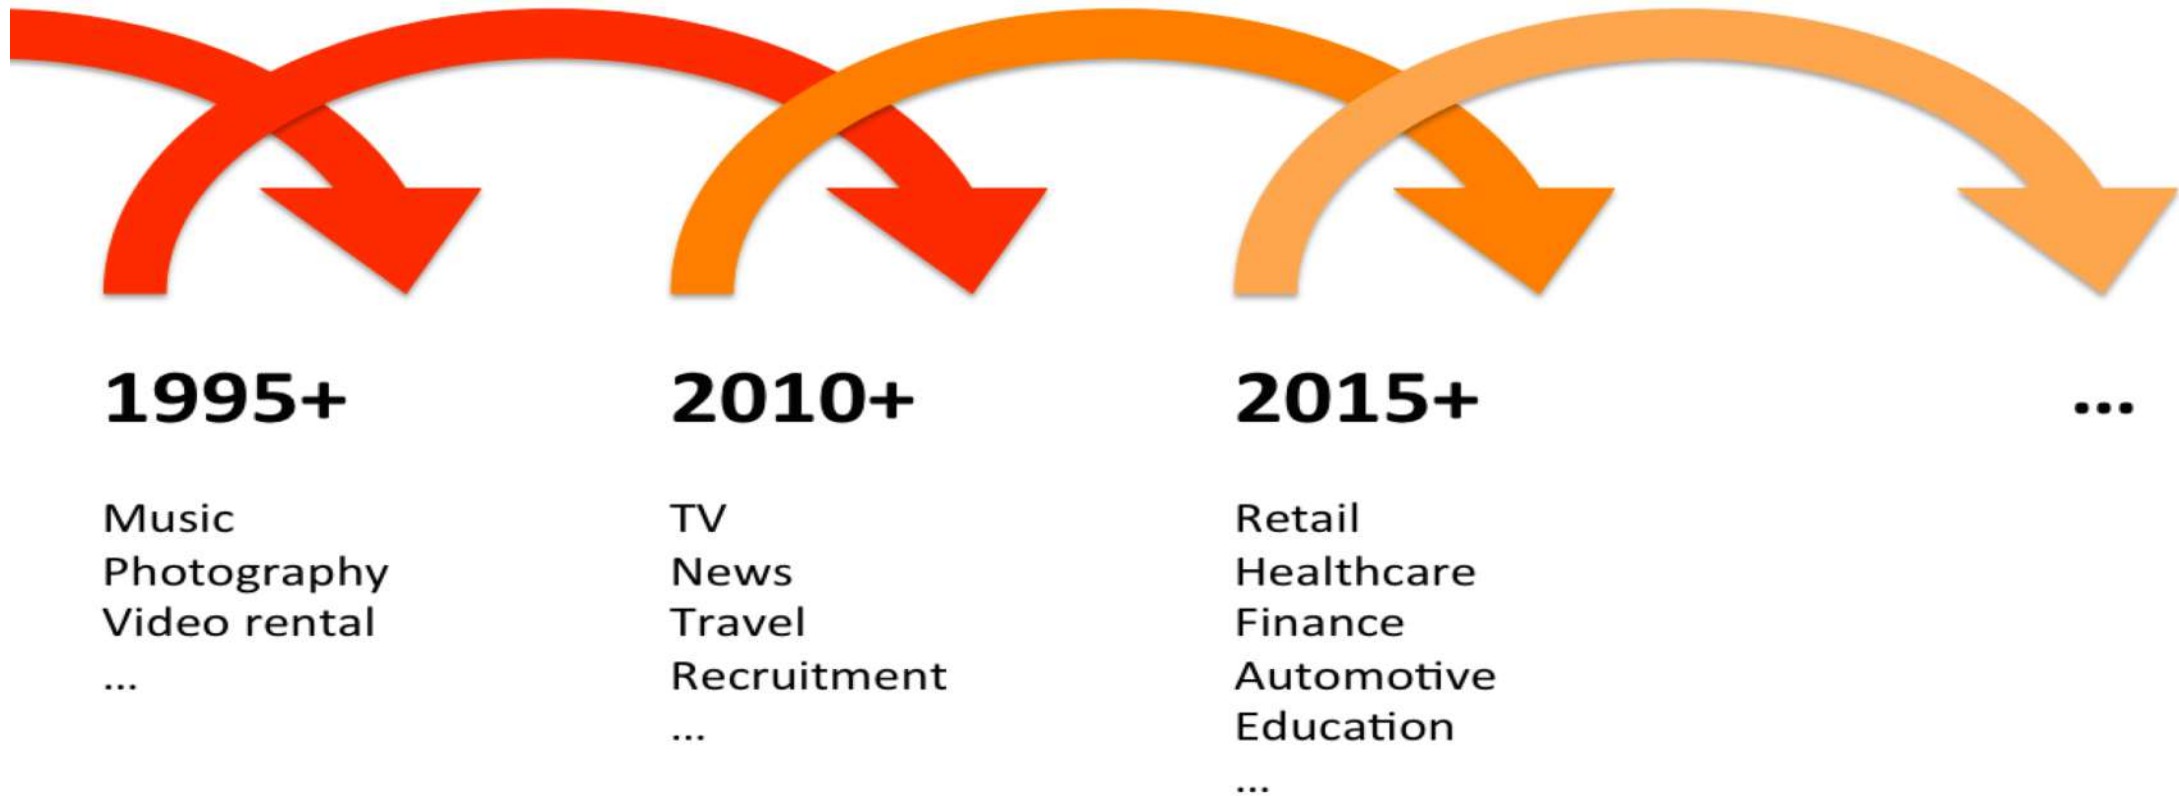 1995+
Music
Photography
Video rental
...
2010+
TV
News
Travel
Recruitment
...
2015+
Retail
Healthcare
Finance
Automotive
Education
...
...